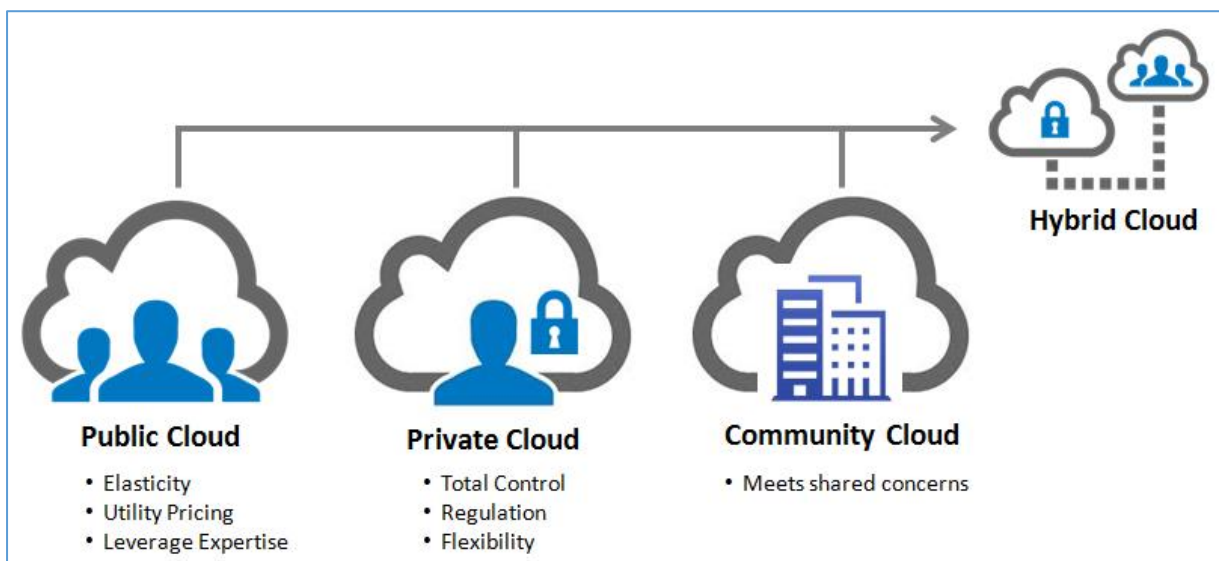 Hybrid Cloud
Public Cloud
• Elasticity
• Utility Pricing
• Leverage Expertise
Private Cloud
• Total Control
• Regulation
• Flexibility
Community Cloud
• Meets shared concerns